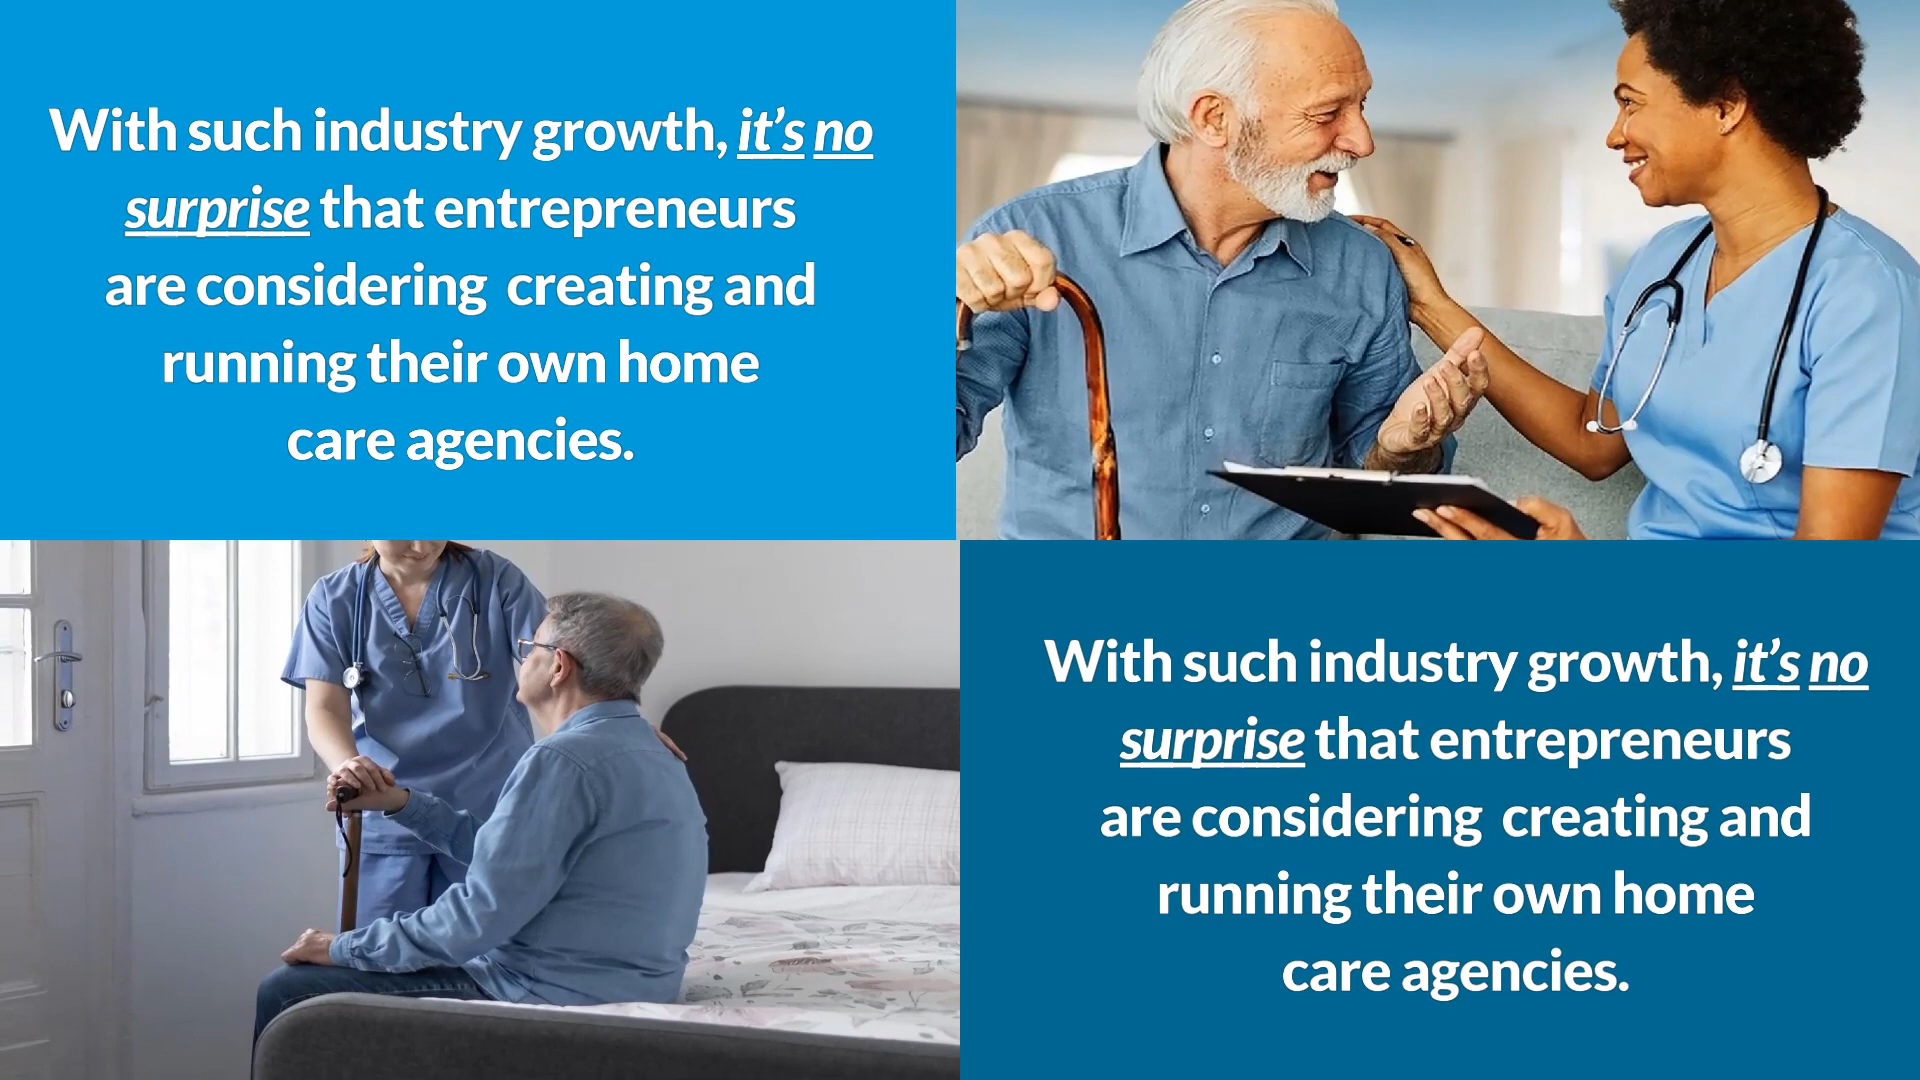 With such industry growth, it’s no
surprise that entrepreneurs
are considering  creating and
running their own home
care agencies.
With such industry growth, it’s no
surprise that entrepreneurs
are considering  creating and
running their own home
care agencies.